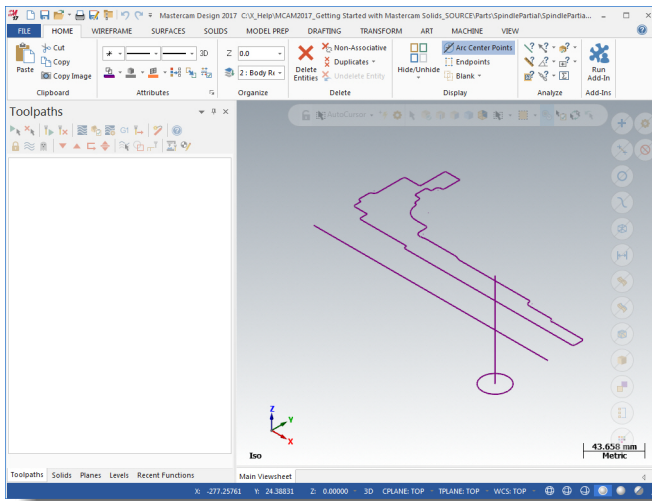 Mastercam Design 2017 C:\X_Help\MCAM2017_Getting Started with Mastercam Solids_SOURCE\Parts\SpindlePartial\SpindlePartia...
FILE HOME WIREFRAME SURFACES SOLIDS MODEL PREP DRAFTING TRANSFORM ART MACHINE VIEW
Paste
Cut
Copy
Copy Image
Clipboard
3D
Attributes
Z 0.0
2 : Body Re
Organize
Delete Entities
Non-Associative
Duplicates
Undelete Entity
Delete
Hide/Unhide
Arc Center Points
Endpoints
Blank
Display
Analyze
Run Add-In
Add-Ins
Toolpaths
G1
AutoCursor
Z
Y
X
Iso
43.658 mm
Metric
Toolpaths Solids Planes Levels Recent Functions
Main Viewsheet
X: -277.25761 Y: 24.38831 Z: 0.00000 3D CPLANE: TOP TPLANE: TOP WCS: TOP